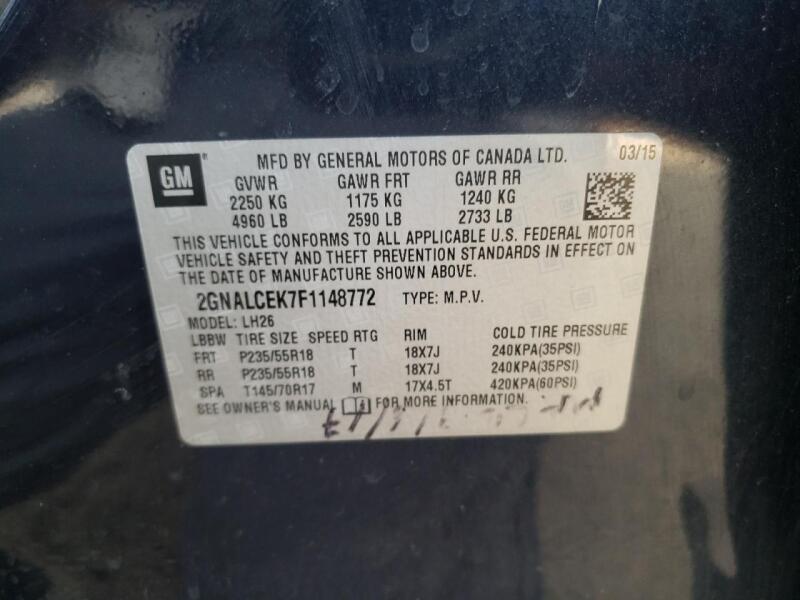 GM
MFD BY GENERAL MOTORS OF CANADA LTD. 03/15
GVWR GAWR FRT GAWR RR
2250 KG 1175 KG 1240 KG
4960 LB 2590 LB 2733 LB
THIS VEHICLE CONFORMS TO ALL APPLICABLE U.S. FEDERAL MOTOR
VEHICLE SAFETY AND THEFT PREVENTION STANDARDS IN EFFECT ON
THE DATE OF MANUFACTURE SHOWN ABOVE.
2GNALCEK7F1148772 TYPE: M.P.V.
MODEL: LH26
LBBW TIRE SIZE SPEED RTG RIM COLD TIRE PRESSURE
FRT P235/55R18 T 18X7J 240KPA(35PSI)
RR P235/55R18 T 18X7J 240KPA(35PSI)
SPA T145/70R17 M 17X4.5T 420KPA(60PSI)
SEE OWNER'S MANUAL FOR MORE INFORMATION.